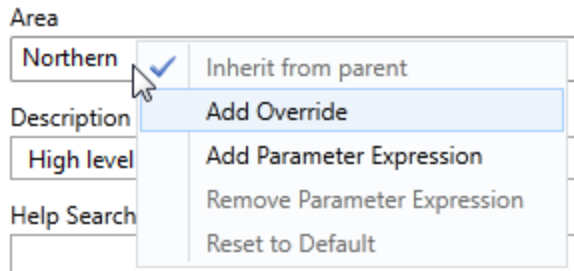 Area
Northern
Inherit from parent
Add Override
Description
Add Parameter Expression
High level
Remove Parameter Expression
Help Search
Reset to Default